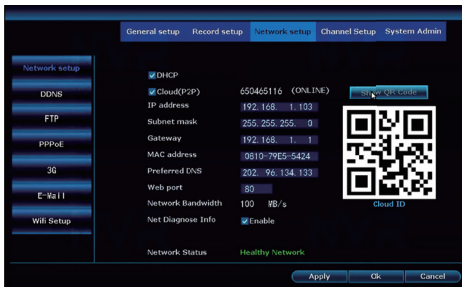 General setup Record setup Network setup Channel Setup System Admin
Network setup
DDNS
FTP
PPPoE
3G
E-Mail
Wifi Setup
DHCP
Cloud(P2P) 650465116 (ONLINE) Show QR Code
IP address 192. 168. 1. 103
Subnet mask 255. 255. 255. 0
Gateway 192. 168. 1. 1
MAC address 0810-79E5-5424
Preferred DNS 202. 96. 134. 133
Web port 80
Network Bandwidth 100 MB/s
Net Diagnose Info Enable
Cloud ID
Network Status Healthy Network
Apply Ok Cancel